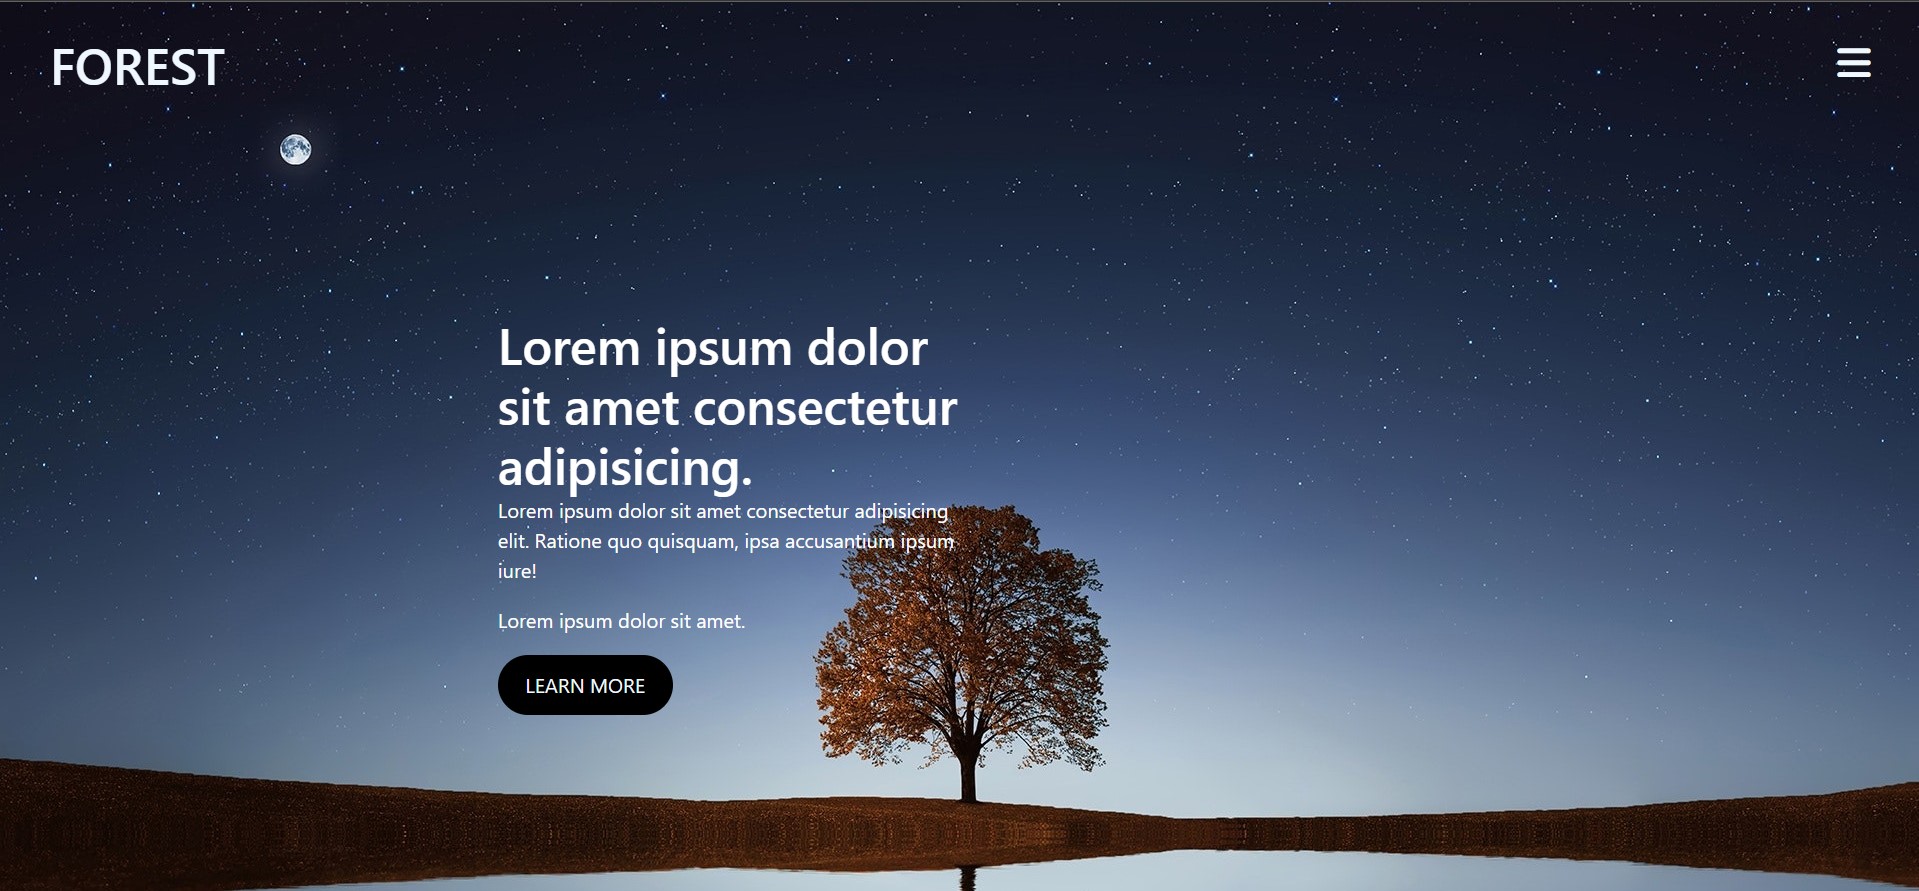 FOREST
Lorem ipsum dolor
sit amet consectetur
adipisicing.
Lorem ipsum dolor sit amet consectetur adipisicing
elit. Ratione quo quisquam, ipsa accusantium ipsum
iure!
Lorem ipsum dolor sit amet.
LEARN MORE